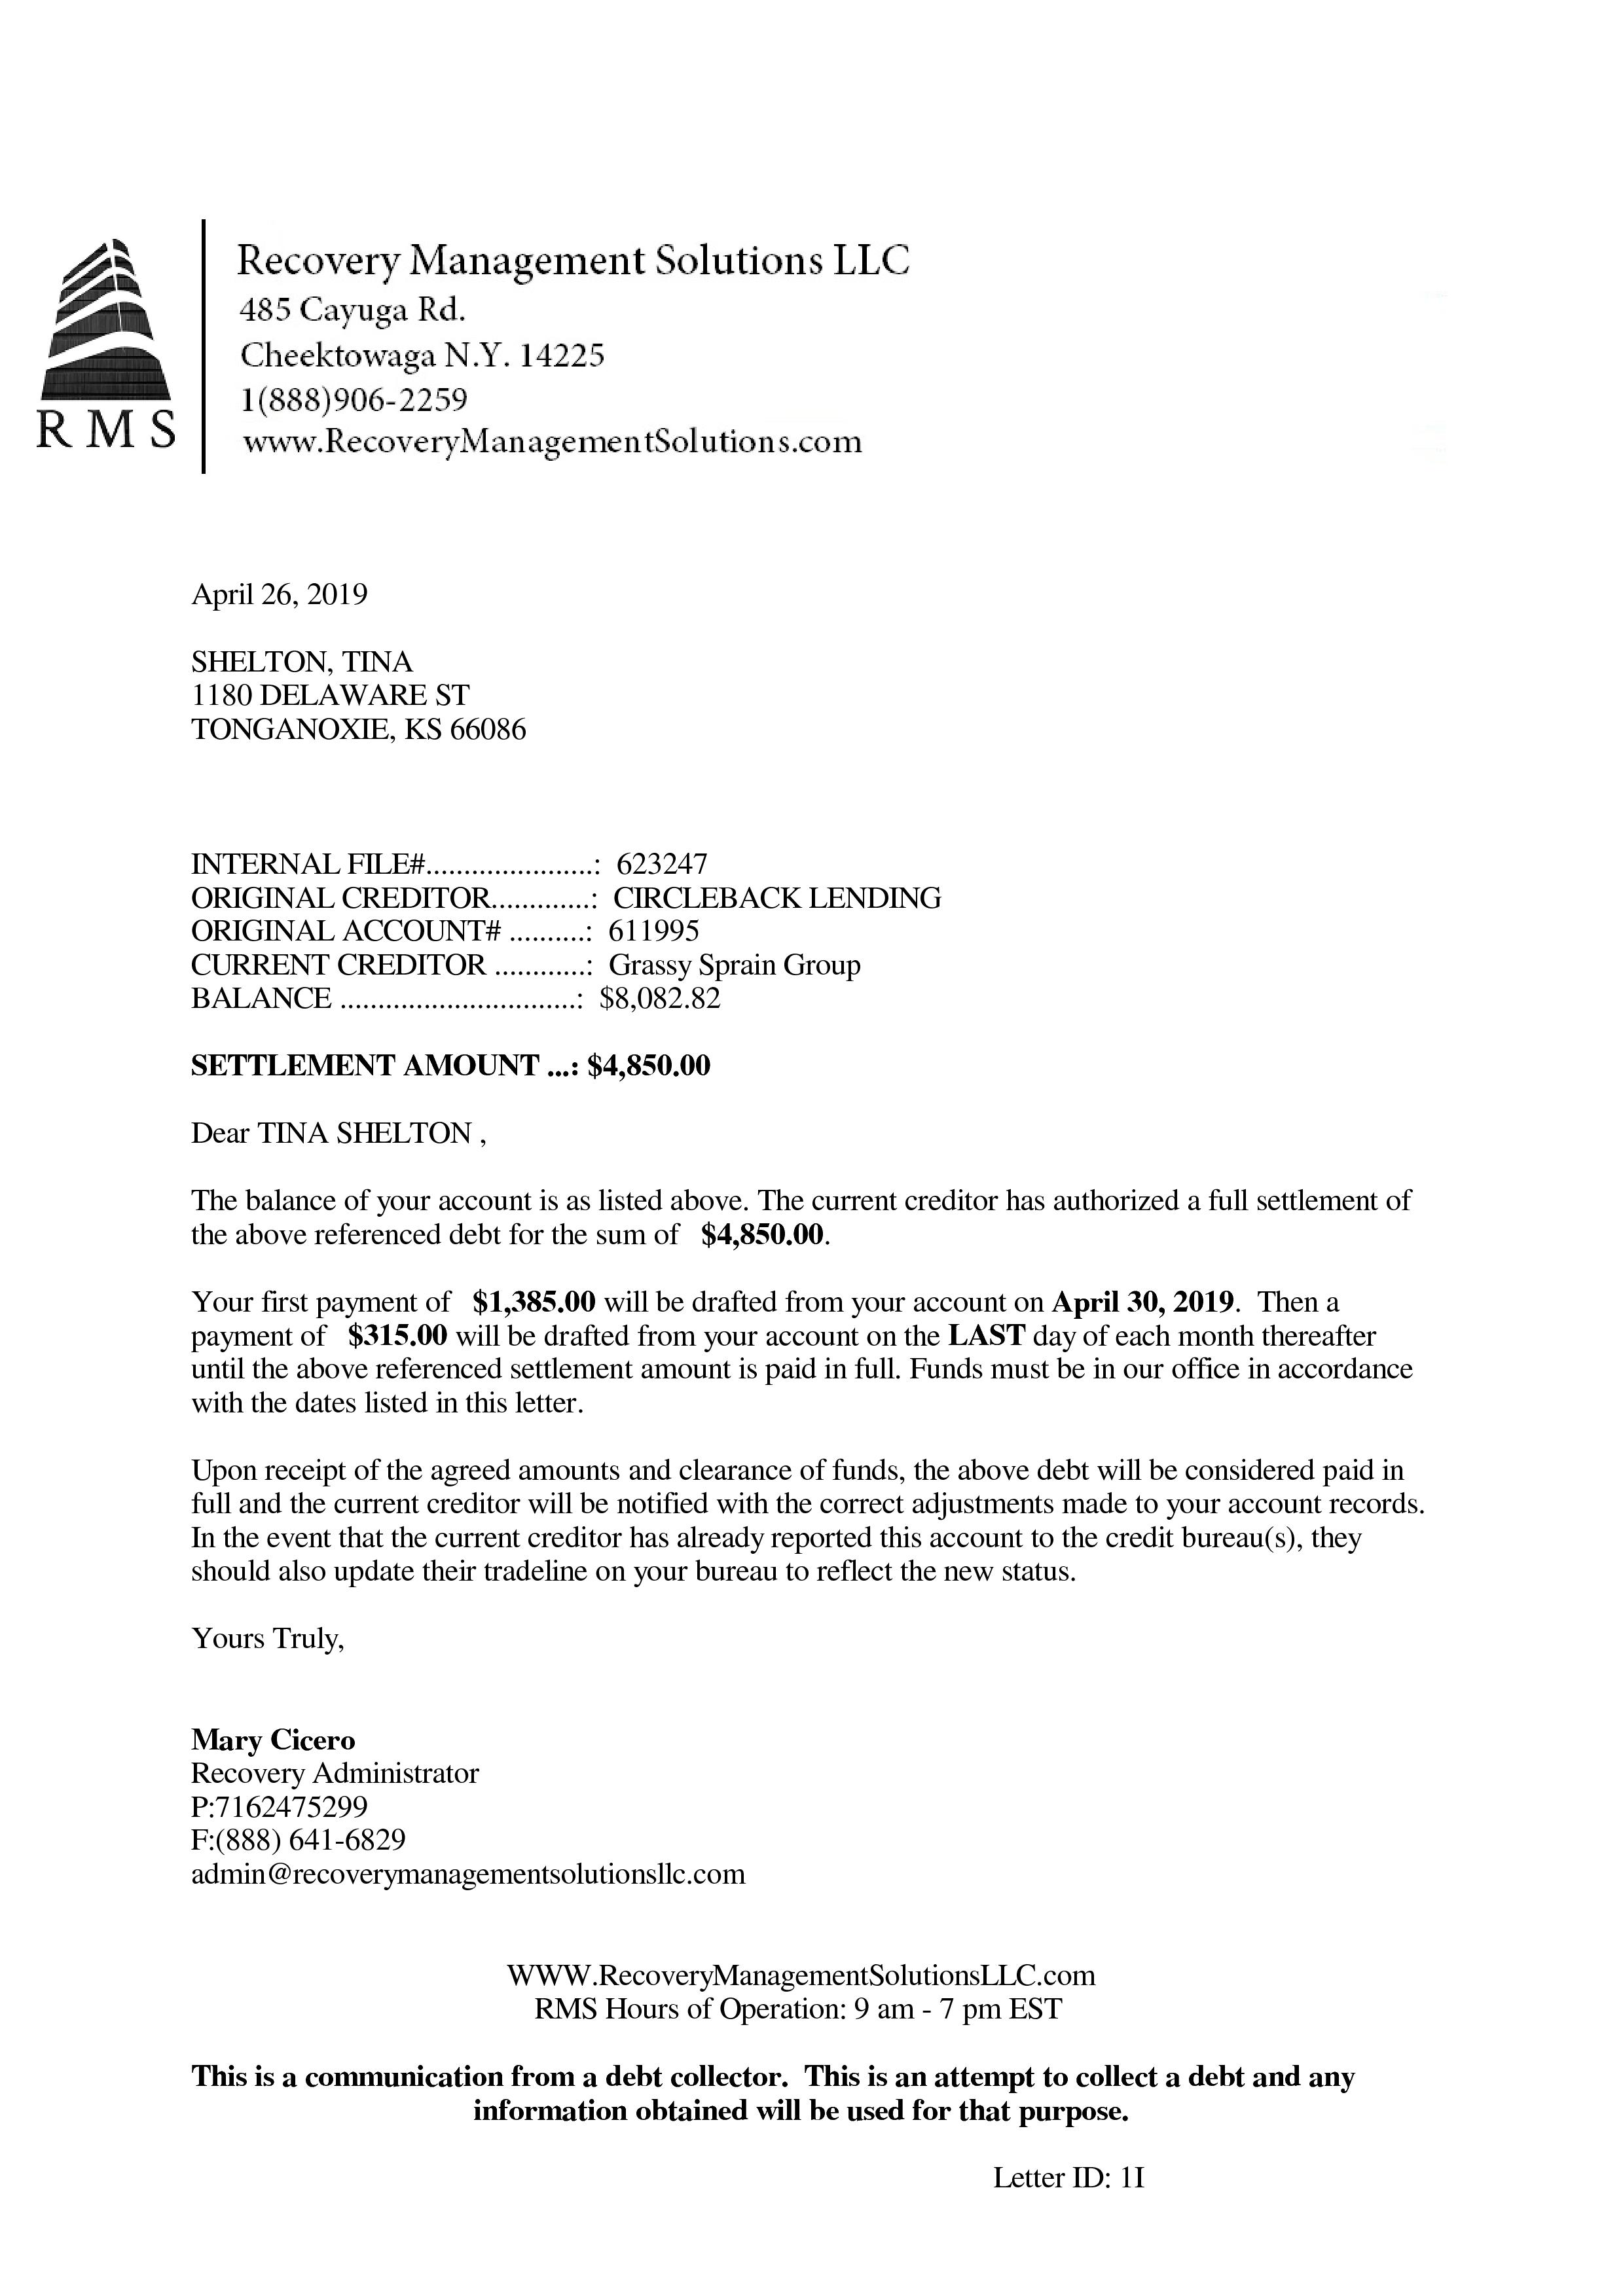 Recovery Management Solutions LLC
485 Cayuga Rd.
Cheektowaga N.Y. 14225
1(888)906-2259
www.RecoveryManagementSolutions.com
R M S
April 26, 2019
SHELTON, TINA
1180 DELAWARE ST
TONGANOXIE, KS 66086
INTERNAL FILE#......................: 623247
ORIGINAL CREDITOR.............: CIRCLEBACK LENDING
ORIGINAL ACCOUNT# ..........: 611995
CURRENT CREDITOR ............: Grassy Sprain Group
BALANCE ...............................: $8,082.82
SETTLEMENT AMOUNT ...: $4,850.00
Dear TINA SHELTON ,
The balance of your account is as listed above. The current creditor has authorized a full settlement of
the above referenced debt for the sum of $4,850.00.
Your first payment of $1,385.00 will be drafted from your account on April 30, 2019. Then a
payment of $315.00 will be drafted from your account on the LAST day of each month thereafter
until the above referenced settlement amount is paid in full. Funds must be in our office in accordance
with the dates listed in this letter.
Upon receipt of the agreed amounts and clearance of funds, the above debt will be considered paid in
full and the current creditor will be notified with the correct adjustments made to your account records.
In the event that the current creditor has already reported this account to the credit bureau(s), they
should also update their tradeline on your bureau to reflect the new status.
Yours Truly,
Mary Cicero
Recovery Administrator
P:7162475299
F:(888) 641-6829
admin@recoverymanagementsolutionsllc.com
WWW.RecoveryManagementSolutionsLLC.com
RMS Hours of Operation: 9 am - 7 pm EST
This is a communication from a debt collector. This is an attempt to collect a debt and any
information obtained will be used for that purpose.
Letter ID: 1I